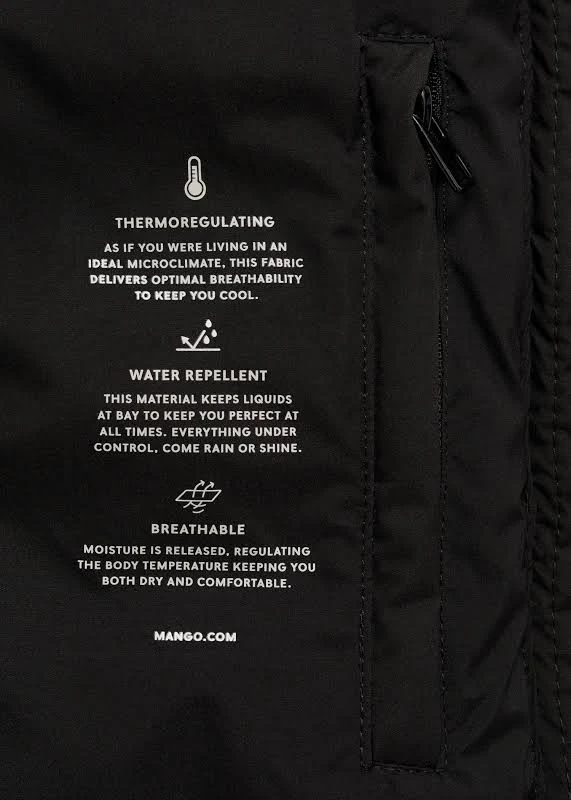 THERMOREGULATING
AS IF YOU WERE LIVING IN AN
IDEAL MICROCLIMATE, THIS FABRIC
DELIVERS OPTIMAL BREATHABILITY
TO KEEP YOU COOL.
WATER REPELLENT
THIS MATERIAL KEEPS LIQUIDS
AT BAY TO KEEP YOU PERFECT AT
ALL TIMES. EVERYTHING UNDER
CONTROL, COME RAIN OR SHINE.
BREATHABLE
MOISTURE IS RELEASED, REGULATING
THE BODY TEMPERATURE KEEPING YOU
BOTH DRY AND COMFORTABLE.
MANGO.COM